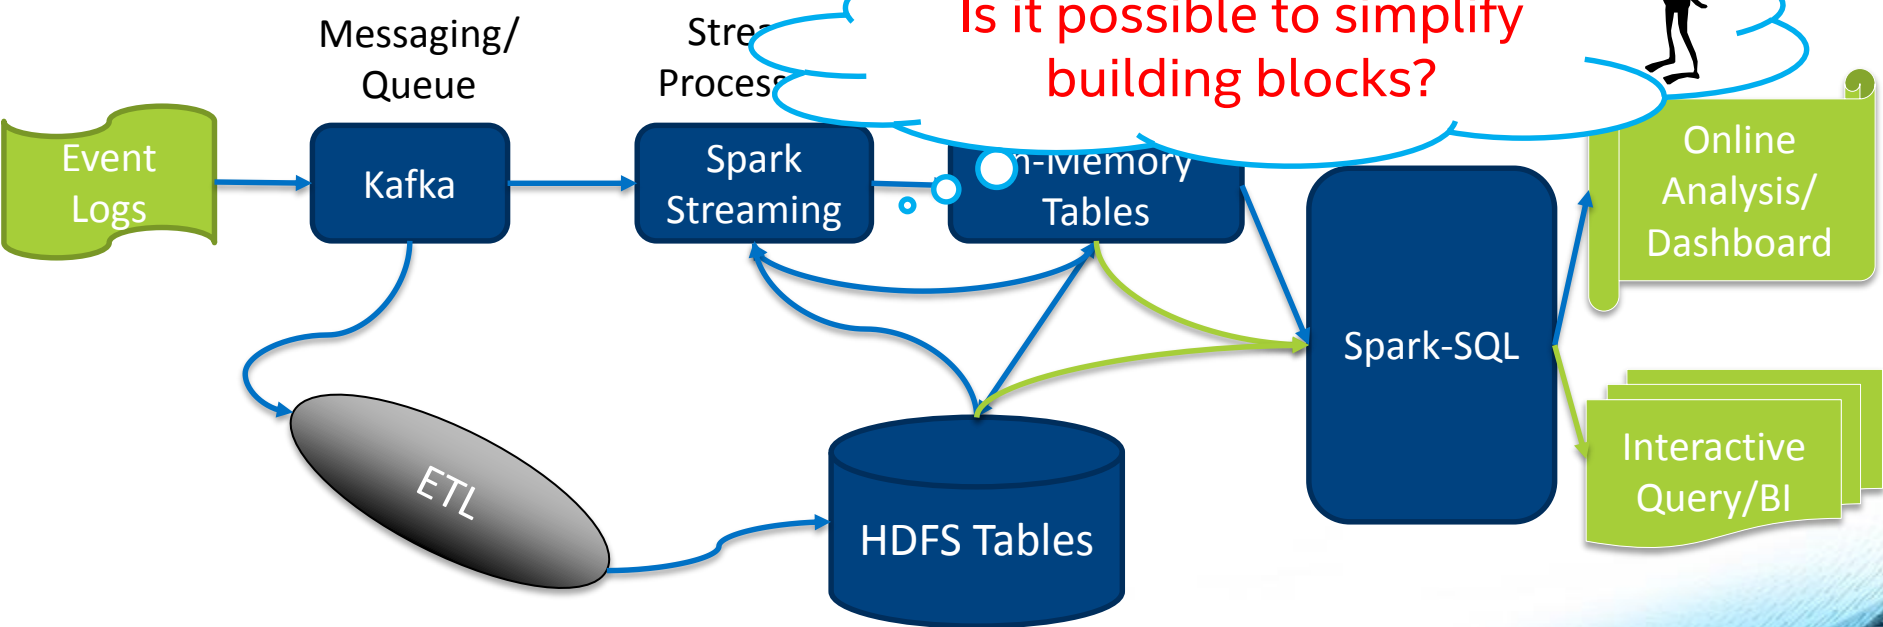 Is it possible to simplify
building blocks?
Messaging/
Queue
Event
Logs
Kafka
Spark
Streaming
Tables
Spark-SQL
Online
Analysis/
Dashboard
Interactive
Query/BI
ETL
HDFS Tables